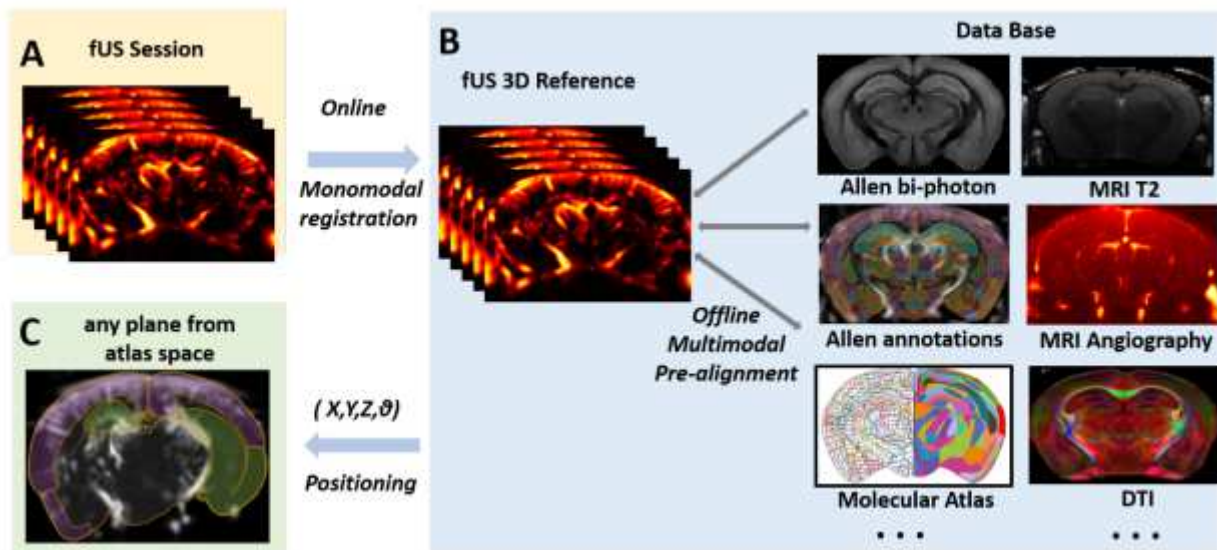 A
fUS Session
Online
Monomodal
registration
B
fUS 3D Reference
Data Base
Allen bi-photon
MRI T2
Allen annotations
MRI Angiography
Offline
Multimodal
Pre-alignment
Molecular Atlas
DTI
• • •
• • •
C
any plane from
atlas space
( X,Y,Z,ϑ)
Positioning